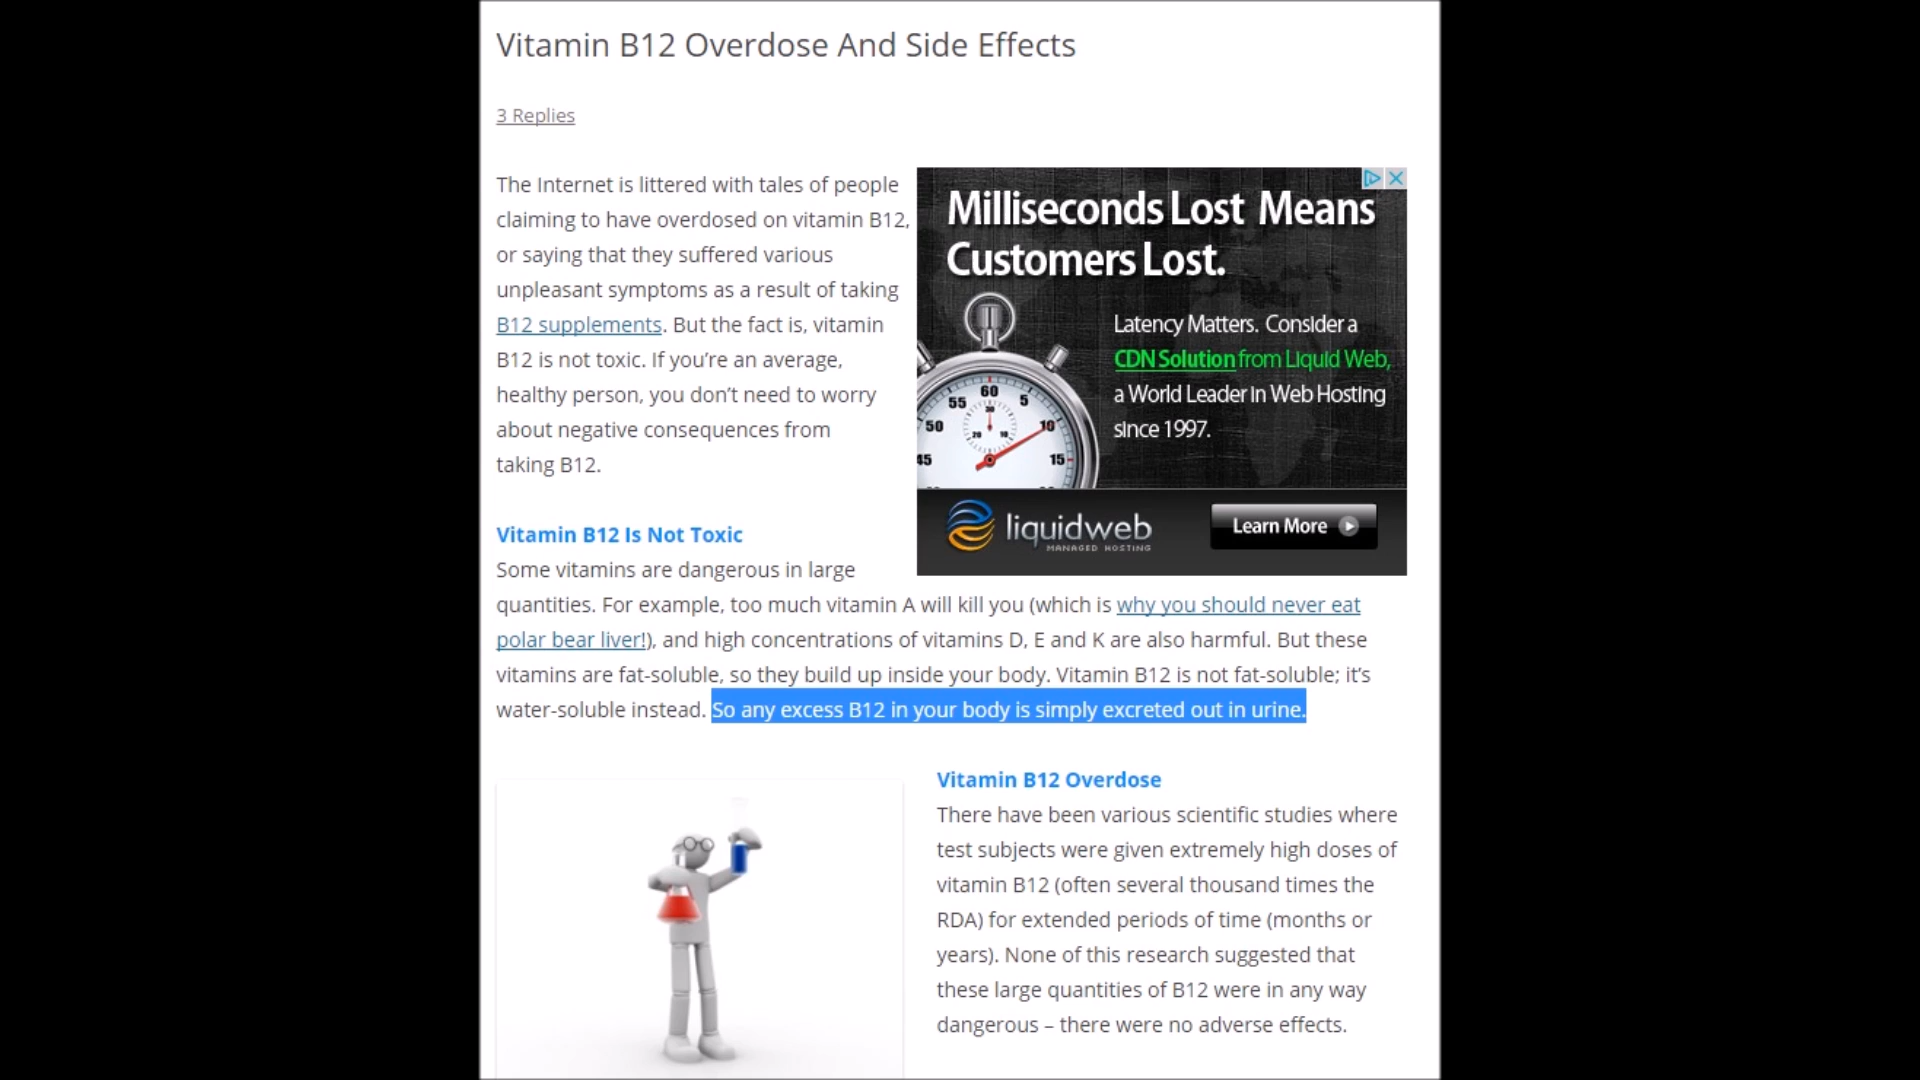 Vitamin B12 Overdose And Side Effects
3 Replies
The Internet is littered with tales of people
claiming to have overdosed on vitamin B12,
or saying that they suffered various
unpleasant symptoms as a result of taking
B12 supplements. But the fact is, vitamin
B12 is not toxic. If you're an average,
healthy person, you don't need to worry
about negative consequences from
taking B12.
Milliseconds Lost Means
Customers Lost.
Latency Matters. Consider a
CDN Solution from Liquid Web,
a World Leader in Web Hosting
since 1997.
60
55
5
50
10
45
15
30
20
10
liquidweb
MANAGED HOSTING
Learn More
Vitamin B12 Is Not Toxic
Some vitamins are dangerous in large
quantities. For example, too much vitamin A will kill you (which is why you should never eat
polar bear liver!), and high concentrations of vitamins D, E and K are also harmful. But these
vitamins are fat-soluble, so they build up inside your body. Vitamin B12 is not fat-soluble; it's
water-soluble instead. So any excess B12 in your body is simply excreted out in urine.
Vitamin B12 Overdose
There have been various scientific studies where
test subjects were given extremely high doses of
vitamin B12 (often several thousand times the
RDA) for extended periods of time (months or
years). None of this research suggested that
these large quantities of B12 were in any way
dangerous – there were no adverse effects.